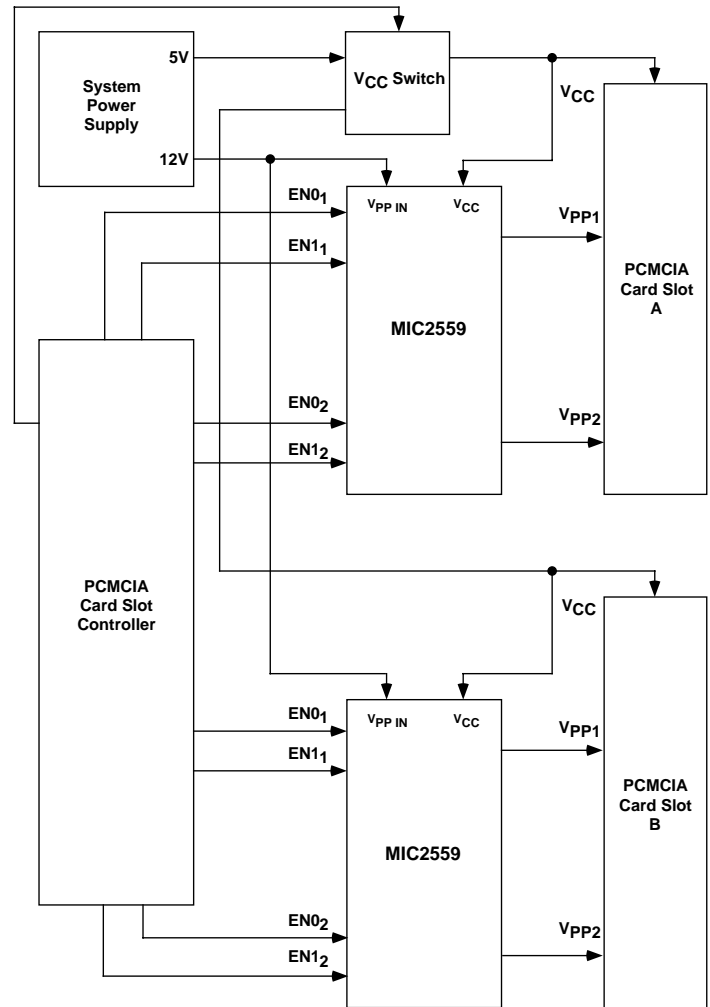 5V
System
Power
Supply
12V
VCC Switch
VCC
EN01
EN11
VPP IN
VCC
VPP1
MIC2559
PCMCIA
Card Slot
A
EN02
EN12
VPP2
PCMCIA
Card Slot
Controller
VCC
EN01
EN11
VPP IN
VCC
VPP1
MIC2559
PCMCIA
Card Slot
B
EN02
EN12
VPP2